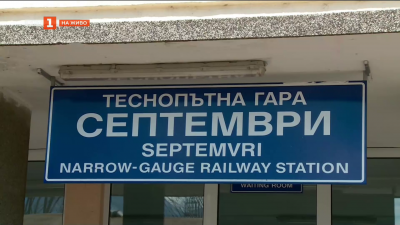 1 НА ЖИВО
ТЕСНОПЪТНА ГАРА
СЕПТЕМВРИ
SEPTEMVRI
NARROW-GAUGE RAILWAY STATION
WAITING ROOM